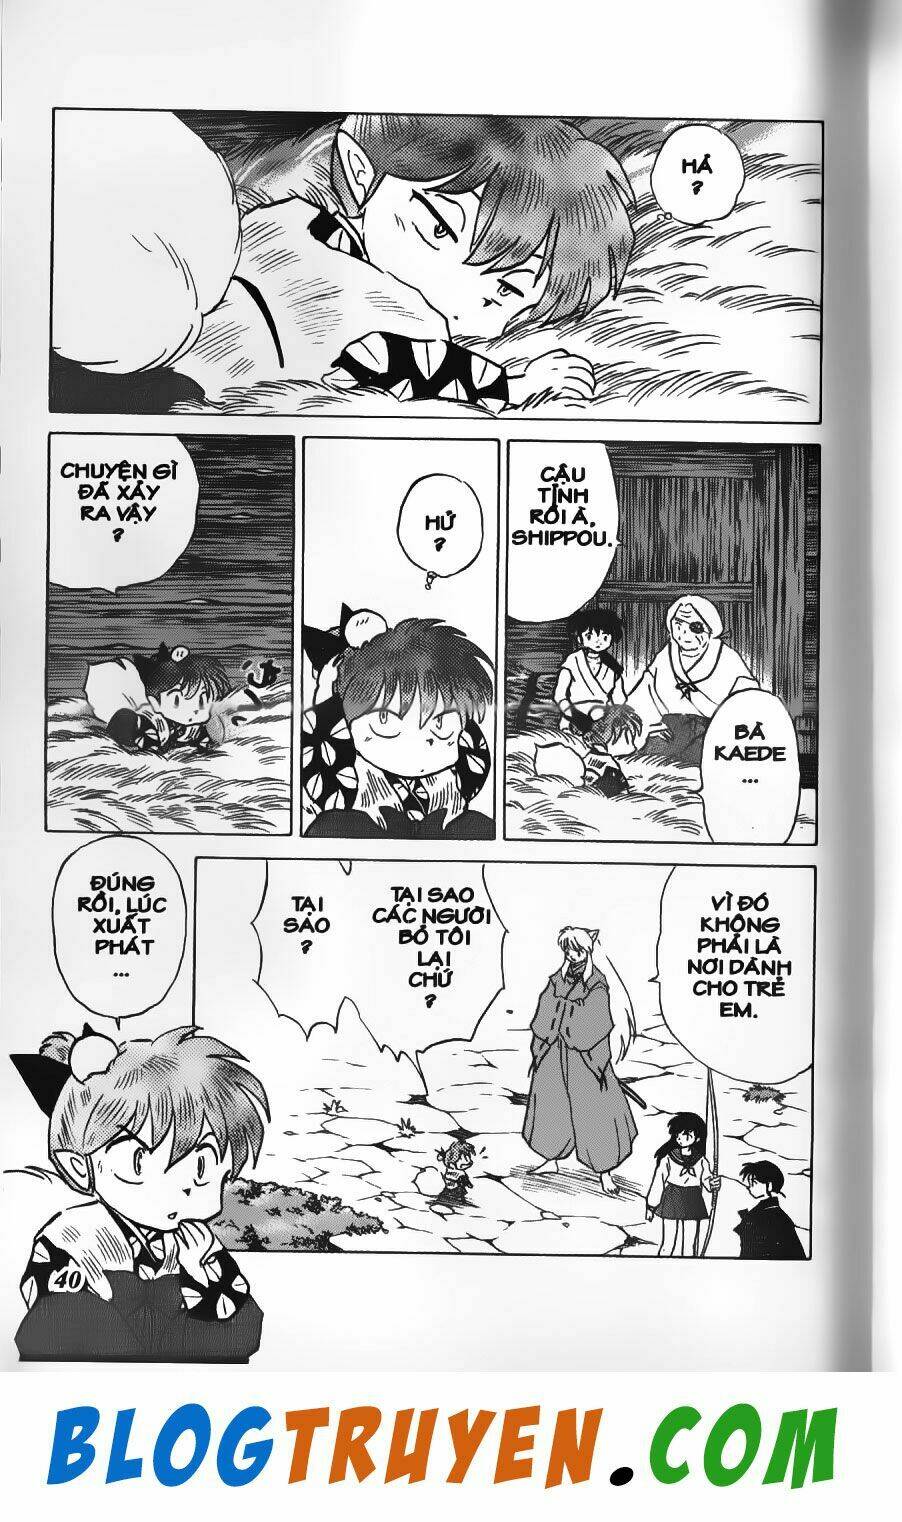 HẢ
?
CẬU
TỈNH
RỒI À,
SHIPPOU.
BÀ
KAEDE
...
HỬ
?
CHUYỆN GÌ
ĐÃ XẢY
RA VẬY
?
VÌ ĐÓ
KHÔNG
PHẢI LÀ
NƠI DÀNH
CHO TRẺ
EM.
TẠI SAO
CÁC NGƯỜI
BỎ TÔI
LẠI
CHỨ
?
TẠI
SAO
?
ĐÚNG
RỒI, LÚC
XUẤT
PHÁT
...
40
BLOGTRUYEN.COM